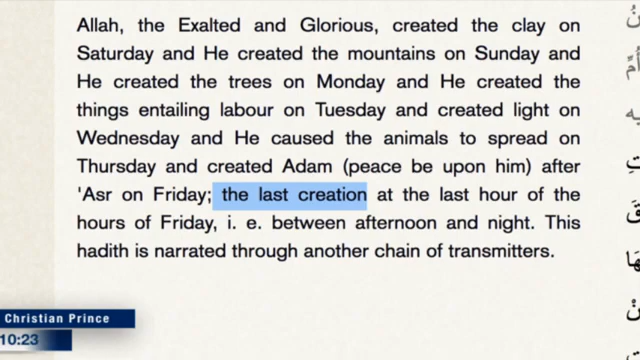 Allah, the Exalted and Glorious, created the clay on
Saturday and He created the mountains on Sunday and
He created the trees on Monday and He created the
things entailing labour on Tuesday and created light on
Wednesday and He caused the animals to spread on
Thursday and created Adam (peace be upon him) after
'Asr on Friday; the last creation at the last hour of the
hours of Friday, i. e. between afternoon and night. This
hadith is narrated through another chain of transmitters.
Christian Prince
10:23